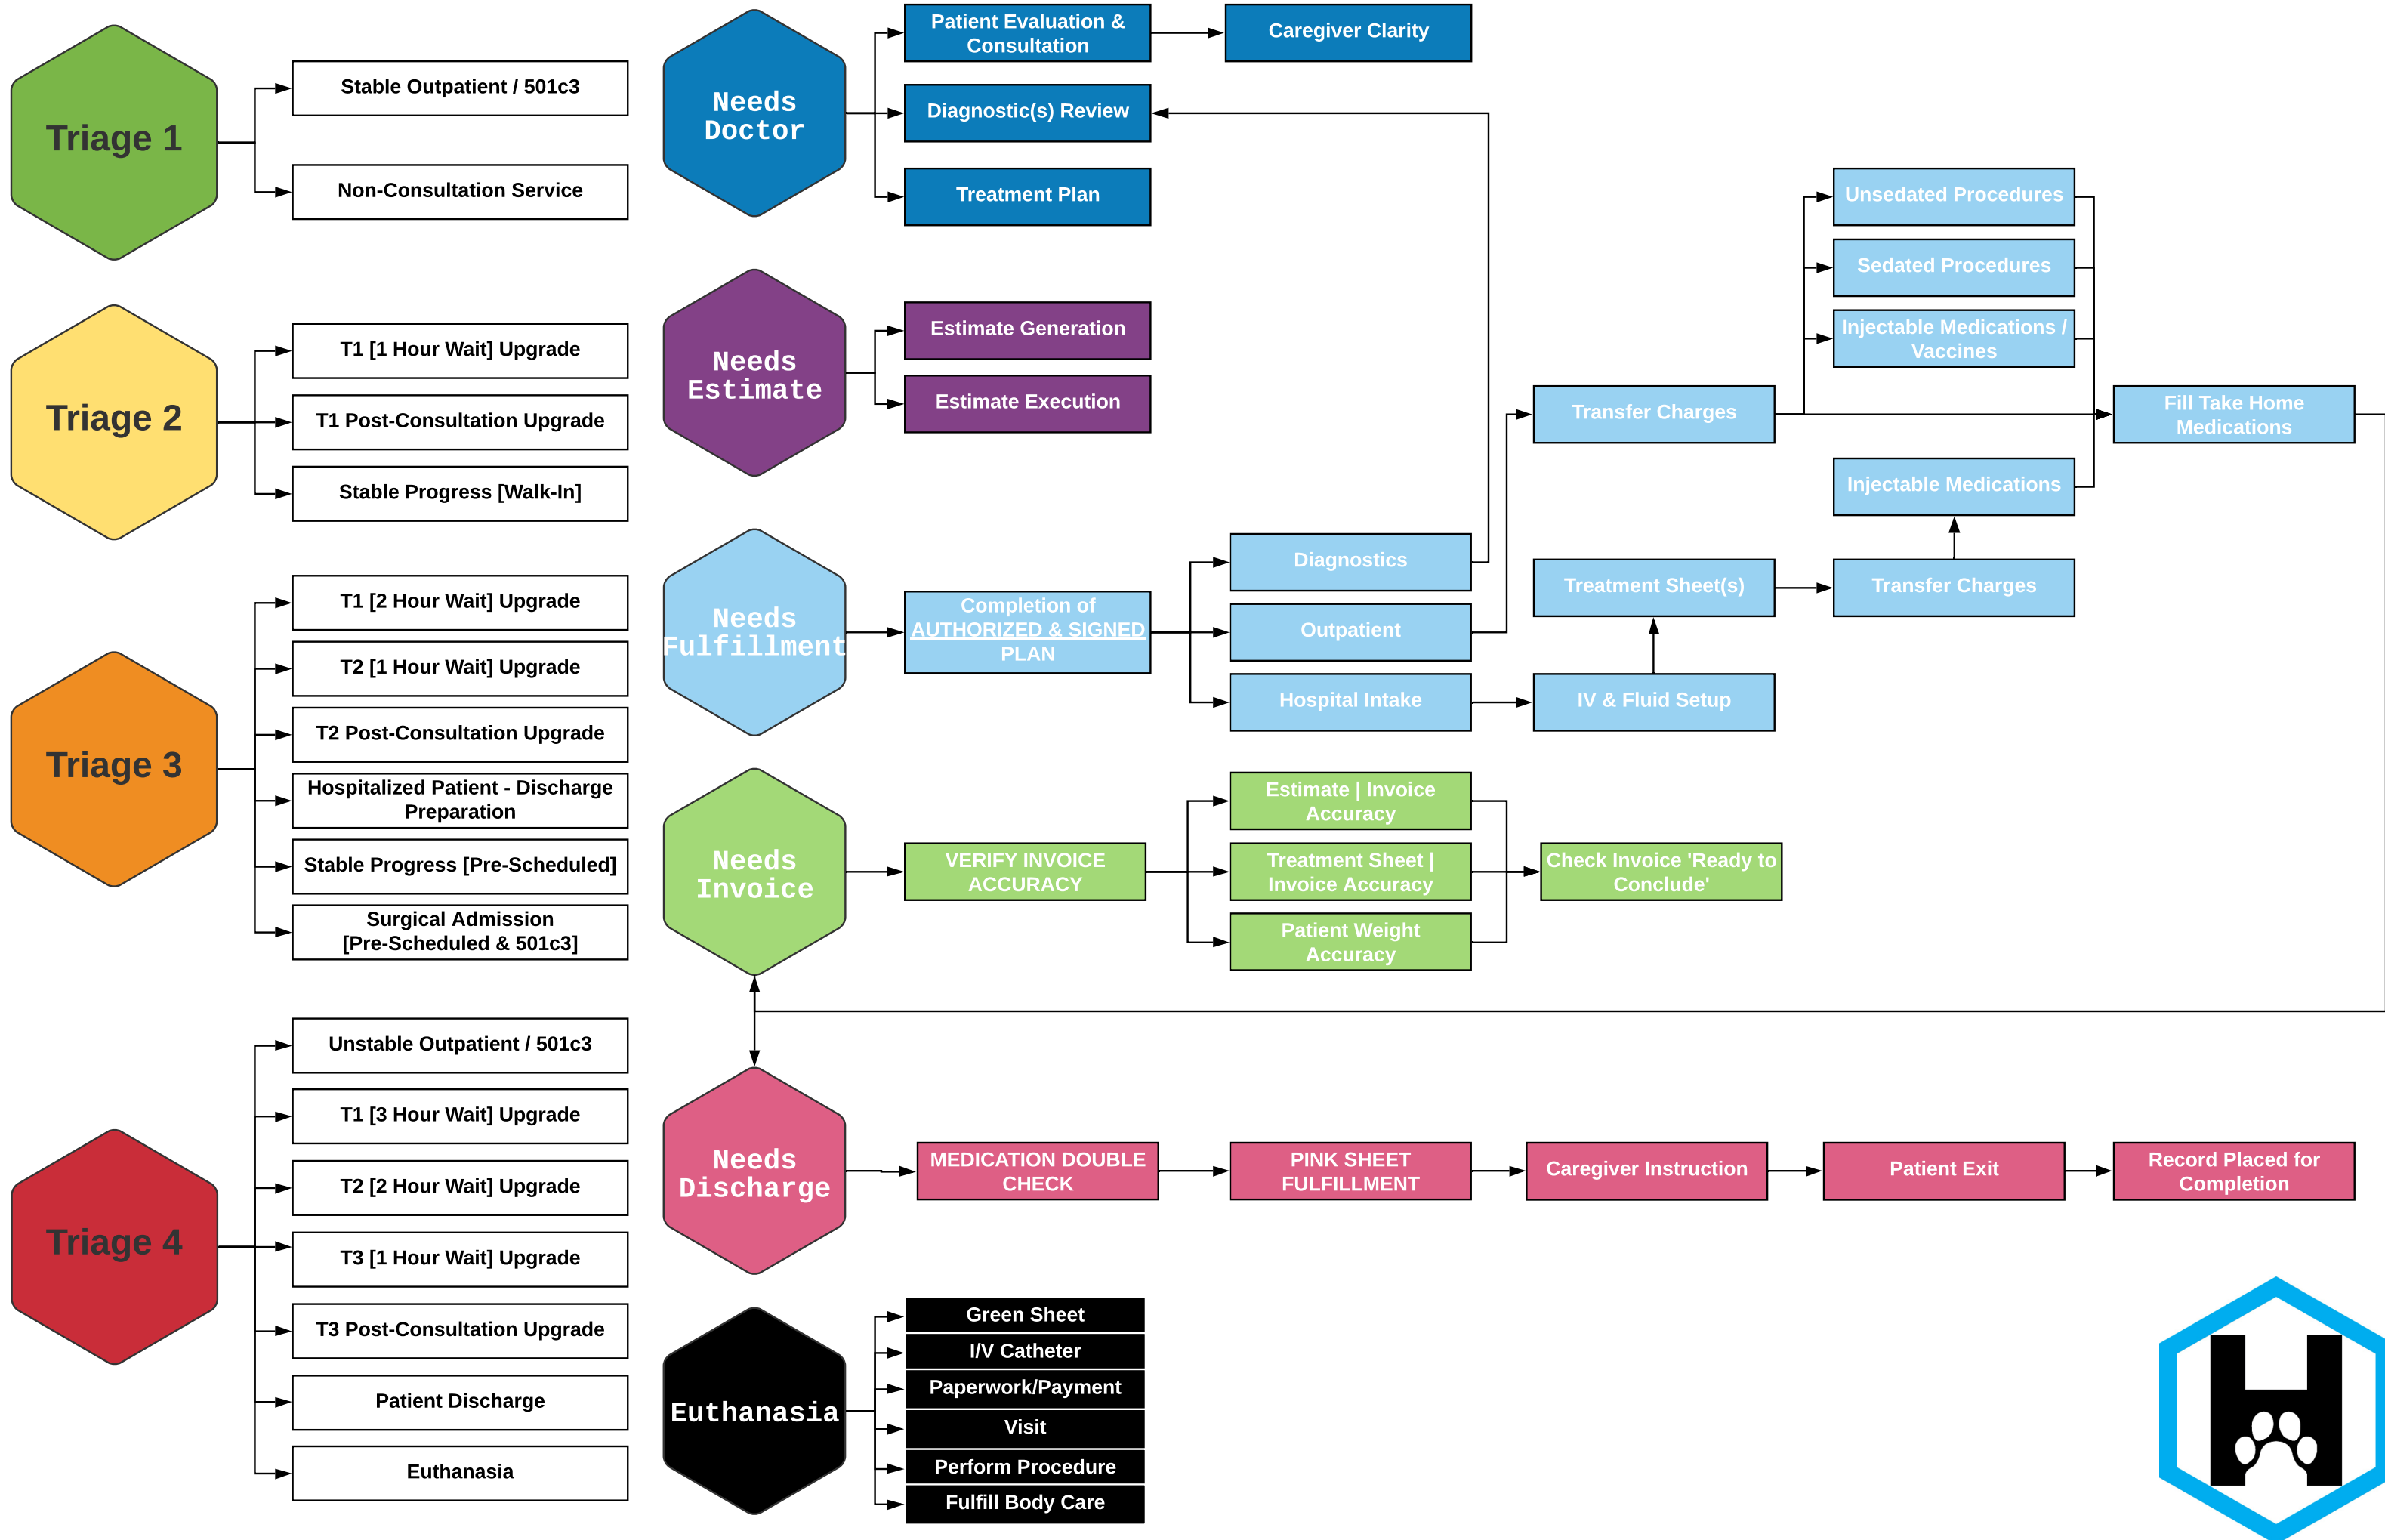 Triage 1
Stable Outpatient / 501c3
Non-Consultation Service
Triage 2
T1 [1 Hour Wait] Upgrade
T1 Post-Consultation Upgrade
Stable Progress [Walk-In]
Triage 3
T1 [2 Hour Wait] Upgrade
T2 [1 Hour Wait] Upgrade
T2 Post-Consultation Upgrade
Hospitalized Patient - Discharge
Preparation
Stable Progress [Pre-Scheduled]
Surgical Admission
[Pre-Scheduled & 501c3]
Triage 4
Unstable Outpatient / 501c3
T1 [3 Hour Wait] Upgrade
T2 [2 Hour Wait] Upgrade
T3 [1 Hour Wait] Upgrade
T3 Post-Consultation Upgrade
Patient Discharge
Euthanasia
Needs
Doctor
Patient Evaluation &
Consultation
Caregiver Clarity
Diagnostic(s) Review
Treatment Plan
Needs
Estimate
Estimate Generation
Estimate Execution
Needs
Fulfillment
Completion of
AUTHORIZED & SIGNED
PLAN
Diagnostics
Outpatient
Hospital Intake
IV & Fluid Setup
Treatment Sheet(s)
Transfer Charges
Injectable Medications
Transfer Charges
Unsedated Procedures
Sedated Procedures
Injectable Medications /
Vaccines
Fill Take Home
Medications
Needs
Invoice
VERIFY INVOICE
ACCURACY
Estimate | Invoice
Accuracy
Treatment Sheet |
Invoice Accuracy
Patient Weight
Accuracy
Check Invoice 'Ready to
Conclude'
Needs
Discharge
MEDICATION DOUBLE
CHECK
PINK SHEET
FULFILLMENT
Caregiver Instruction
Patient Exit
Record Placed for
Completion
Euthanasia
Green Sheet
I/V Catheter
Paperwork/Payment
Visit
Perform Procedure
Fulfill Body Care